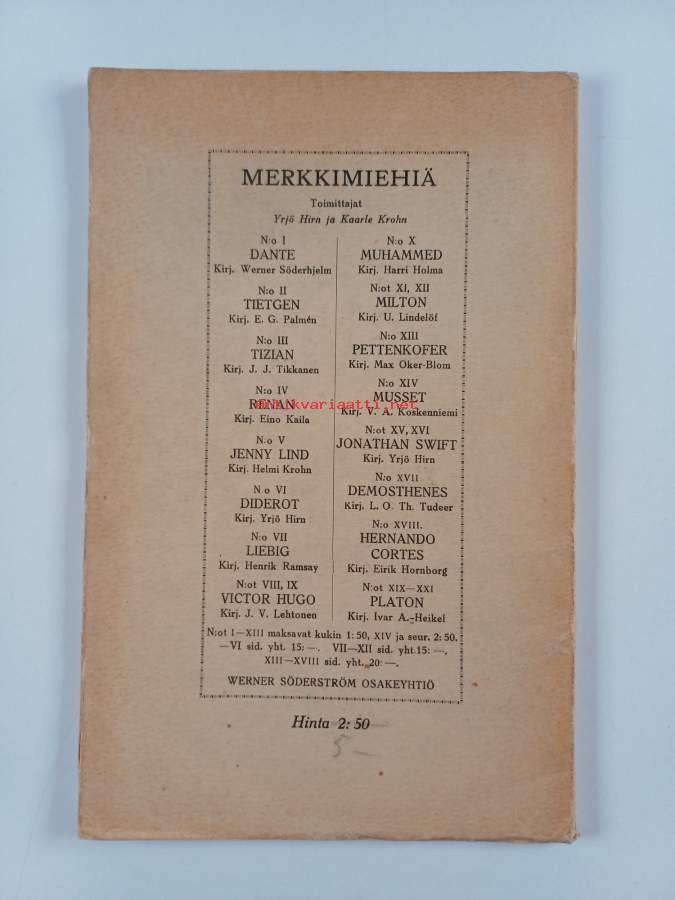 MERKKIMIEHIÄ
Toimittajat
Yrjö Hirn ja Kaarle Krohn
N:o I
DANTE
Kirj. Werner Söderhjelm
N:o II
TIETGEN
Kirj. E. G. Palmén
N:o III
TIZIAN
Kirj. J. J. Tikkanen
N:o IV
RENAN
Kirj. Eino Kaila
N:o V
JENNY LIND
Kirj. Helmi Krohn
N:o VI
DIDEROT
Kirj. Yrjö Hirn
N:o VII
LIEBIG
Kirj. Henrik Ramsay
N:ot VIII, IX
VICTOR HUGO
Kirj. J. V. Lehtonen
N:o X
MUHAMMED
Kirj. Harri Holma
N:ot XI, XII
MILTON
Kirj. U. Lindelöf
N:o XIII
PETTENKOFER
Kirj. Max Oker-Blom
N:o XIV
MUSSET
Kirj. V. A. Koskenniemi
N:ot XV, XVI
JONATHAN SWIFT
Kirj. Yrjö Hirn
N:o XVII
DEMOSTHENES
Kirj. L. O. Th. Tudeer
N:o XVIII.
HERNANDO
CORTES
Kirj. Eirik Hornborg
N:ot XIX—XXI
PLATON
Kirj. Ivar A. Heikel
antikvariaatti.net
N:ot I—XIII maksavat kukin 1: 50, XIV ja seur. 2: 50.
—VI sid. yht. 15: —. VII—XII sid. yht. 15: —.
XIII—XVIII sid. yht. 20: —.
WERNER SÖDERSTRÖM OSAKEYHTIÖ
Hinta 2: 50
5 —